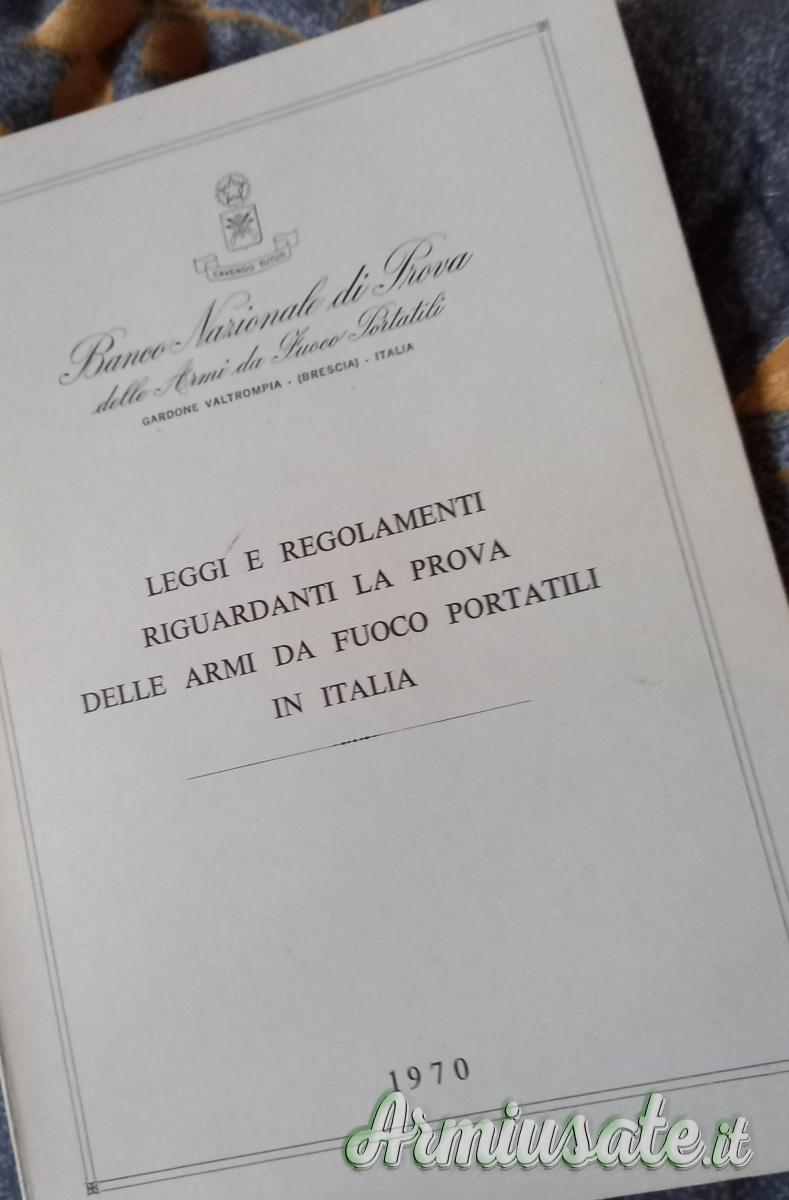 CAVENDO TUTUS
Banco Nazionale di Prova
delle Armi da Fuoco Portatili
GARDONE VALTROMPIA - (BRESCIA) - ITALIA
LEGGI E REGOLAMENTI
RIGUARDANTI LA PROVA
DELLE ARMI DA FUOCO PORTATILI
IN ITALIA
1970
Armiusate.it